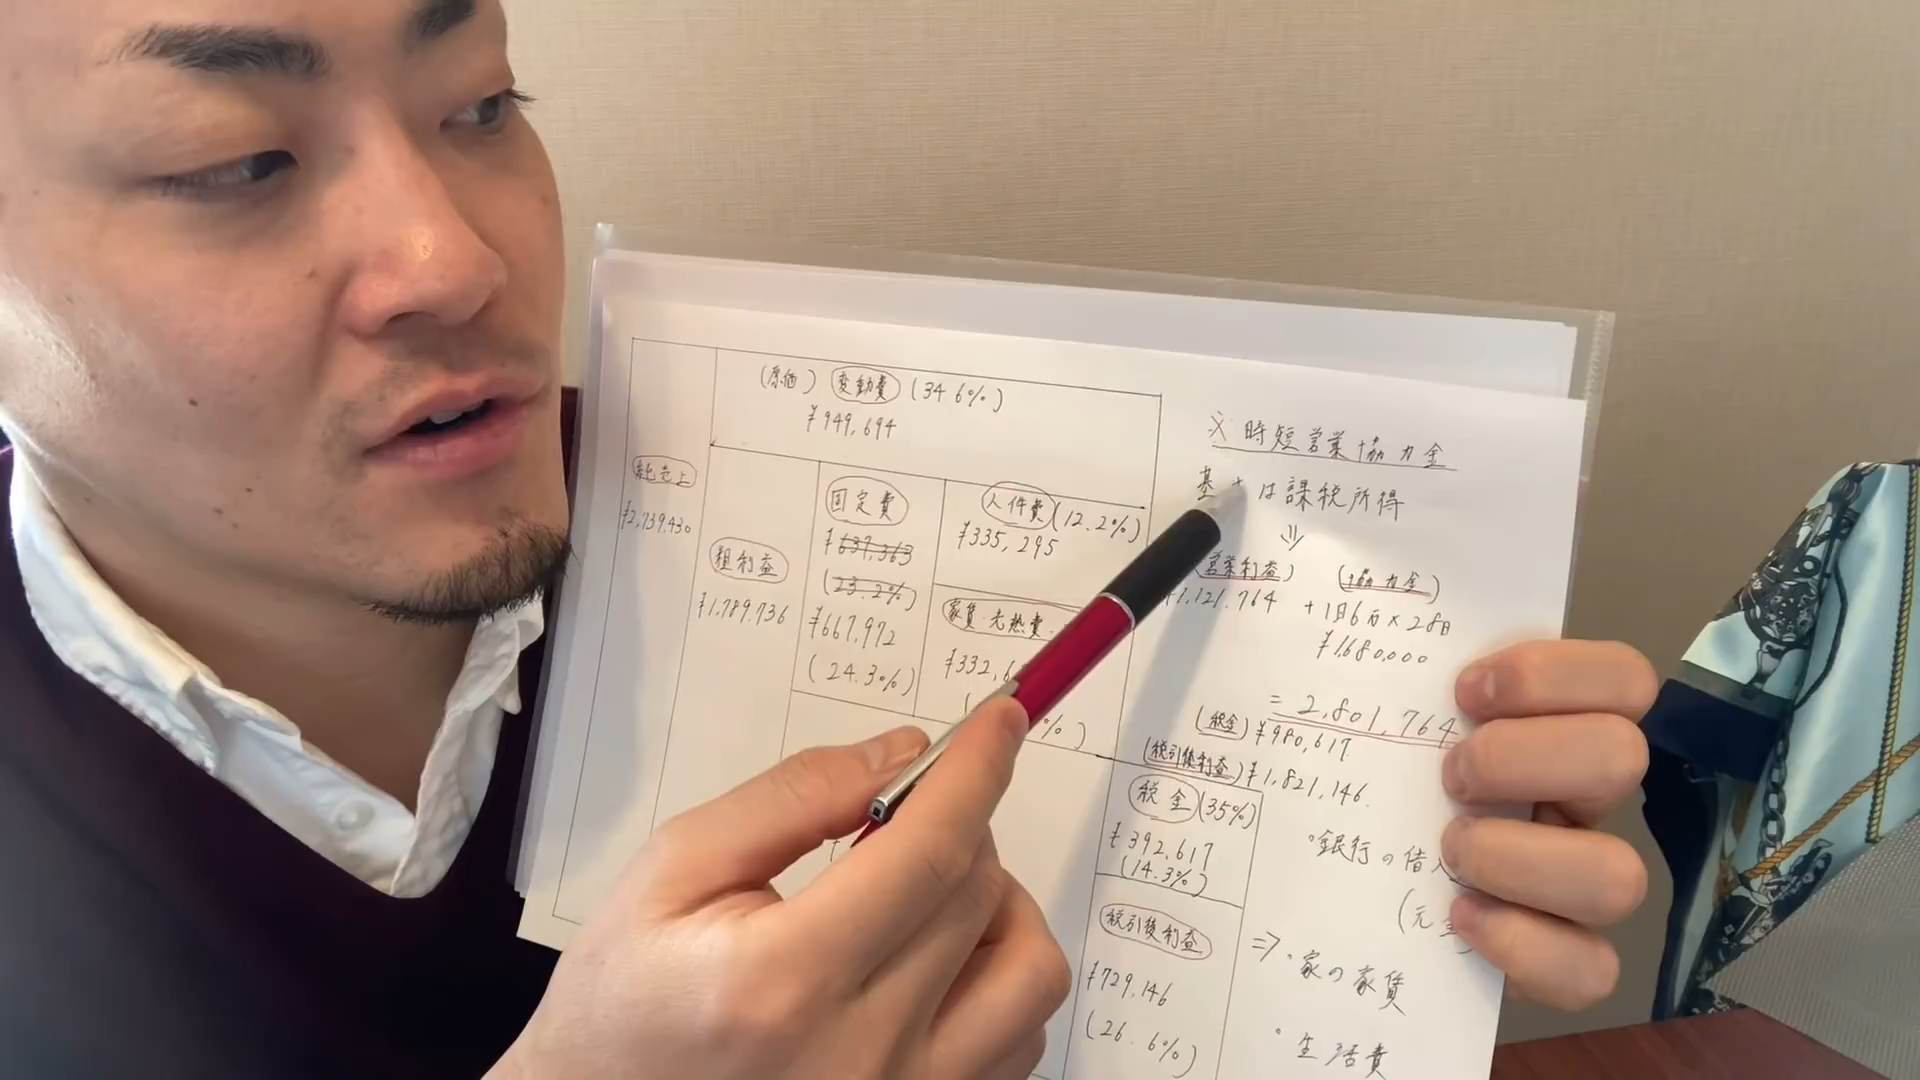 (原価) 変動費 (34.6%)
¥949,694
純売上
¥2,739,430
粗利益
¥1,789,736
固定費
¥637,363
(23.2%)
¥667,972
(24.3%)
人件費 (12.2%)
¥335,295
家賃・光熱費
¥332,6
%)
税金 (35%)
¥392,617
(14.3%)
税引後利益
¥729,146
(26.6%)
※時短営業協力金
は課税所得
⇓
営業利益) (協力金)
1,121,764 +1日6万×28日
¥1,680,000
=2,801,764
(税金) ¥980,617
(税引後利益) ¥1,821,146.
・銀行の借入
(元金)
⇒・家の家賃
・生活費